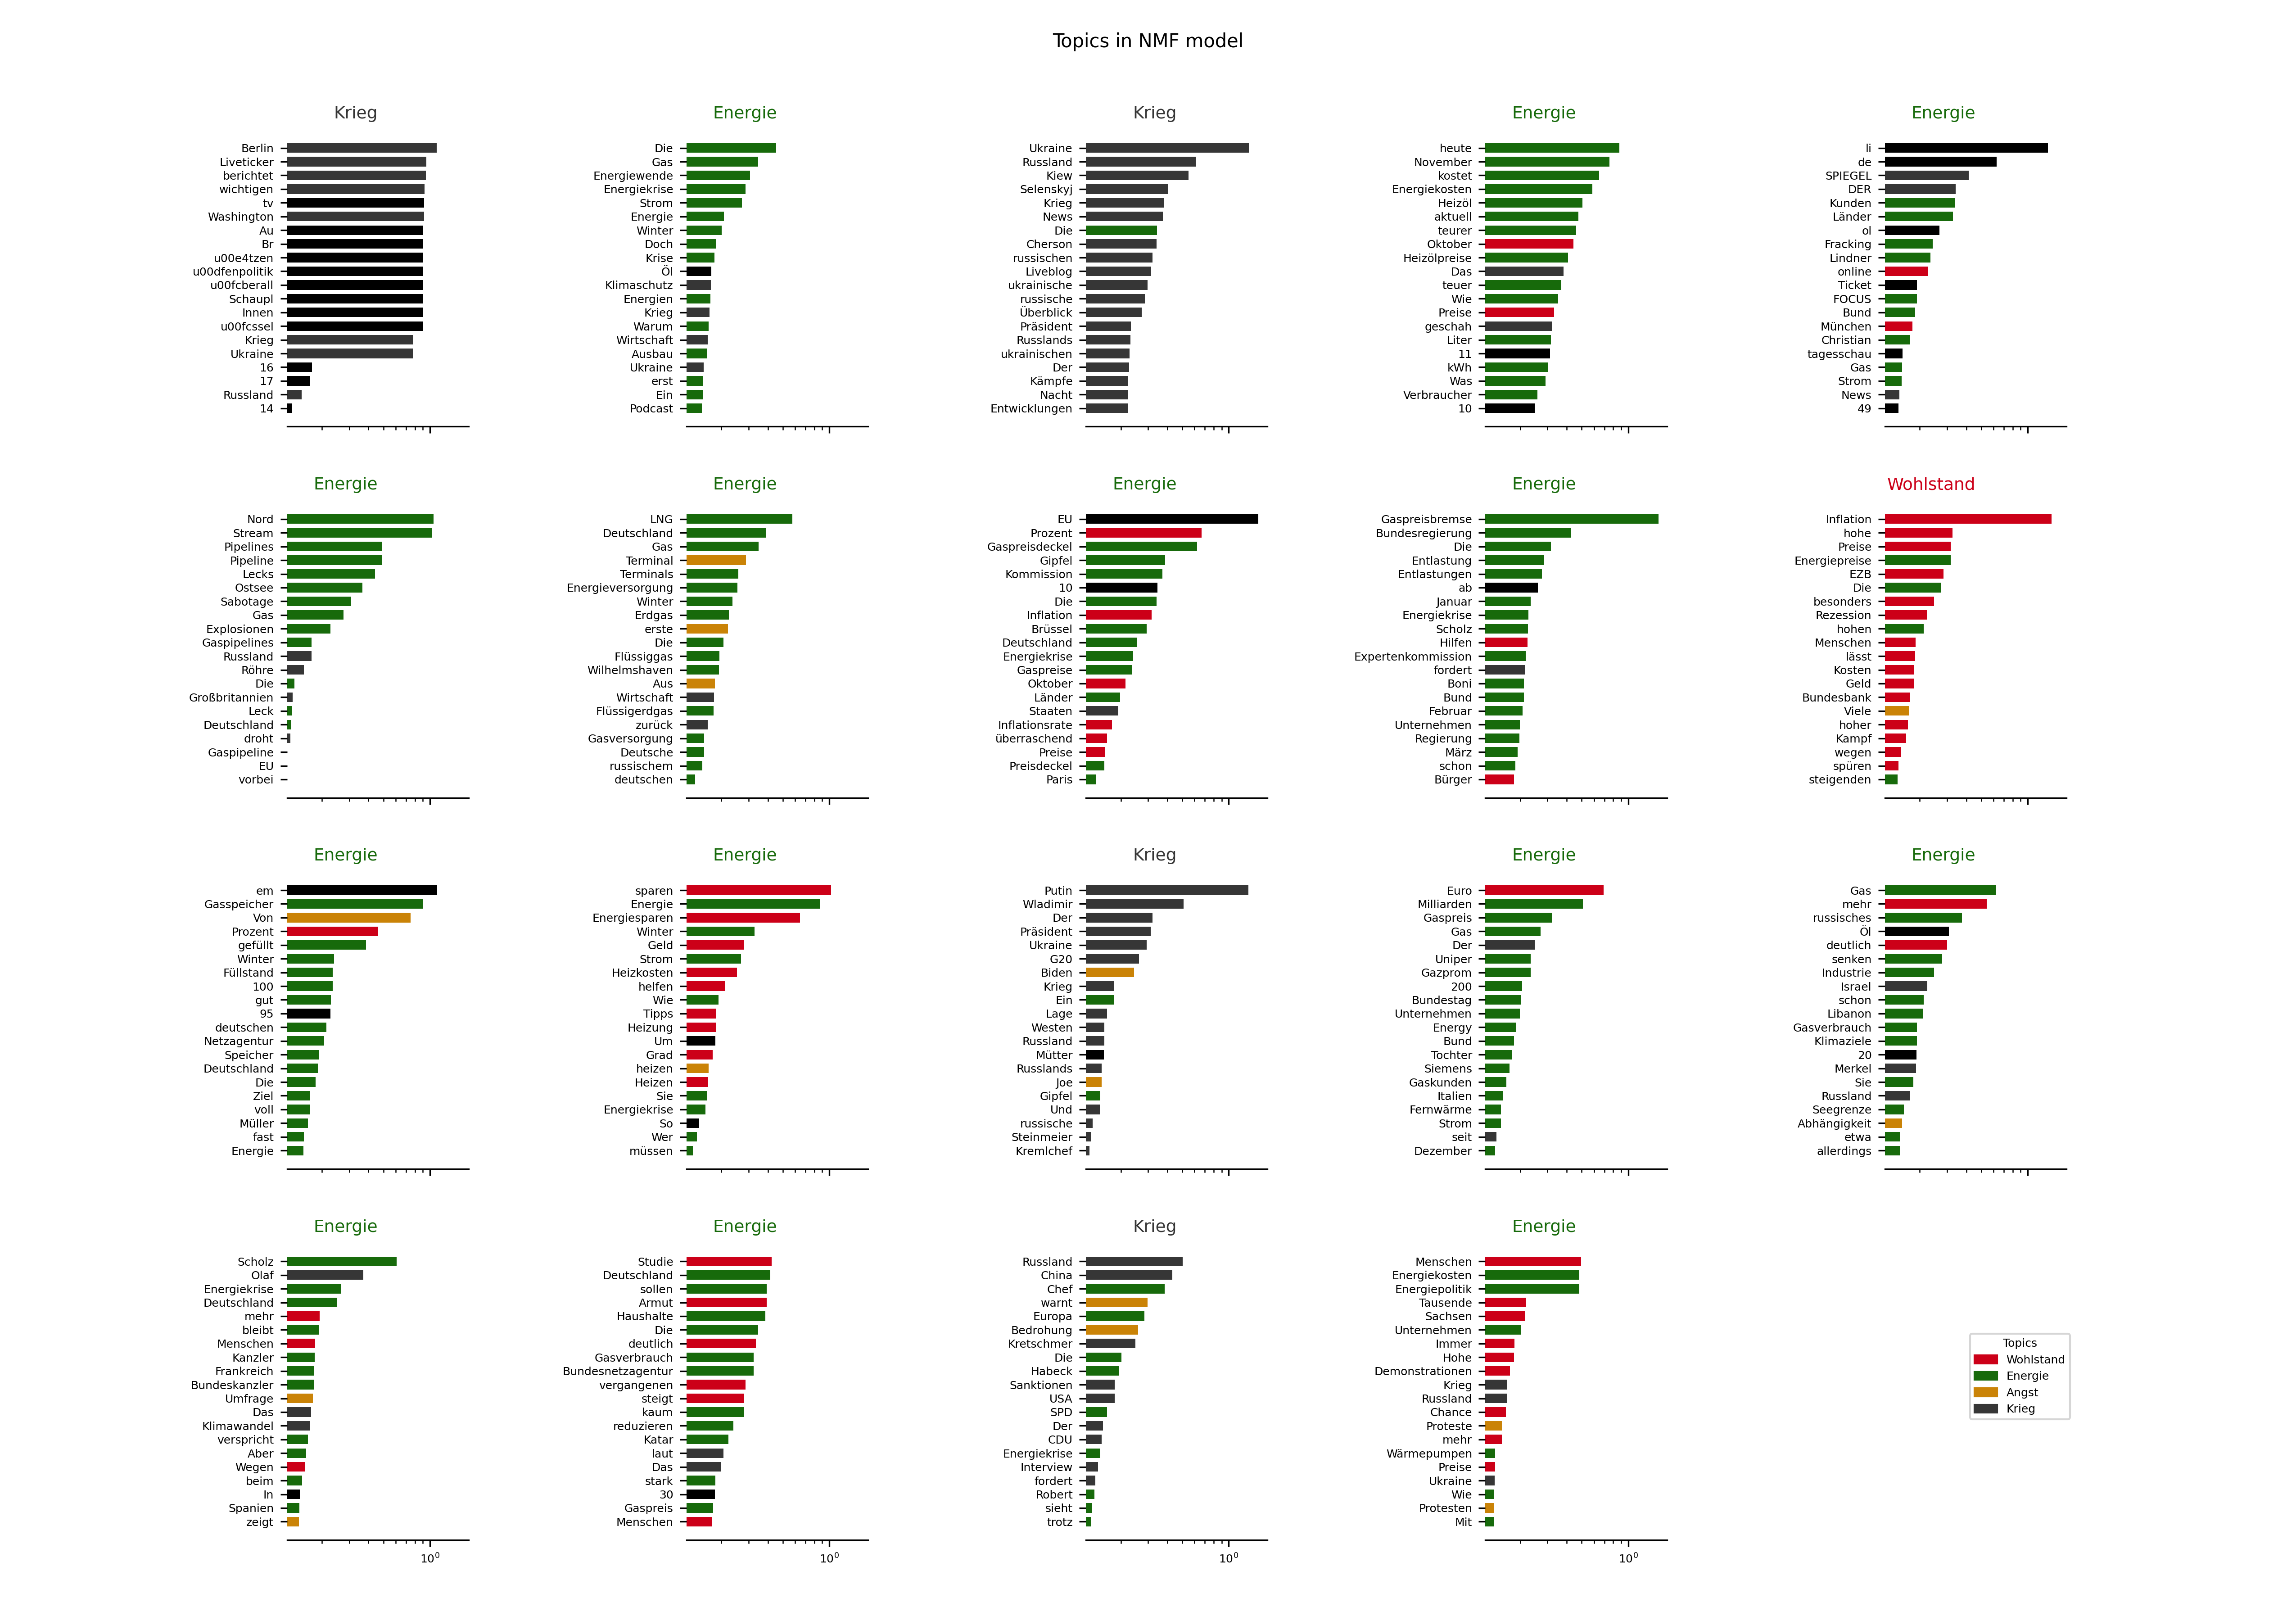 Topics in NMF model
Krieg
Berlin
Liveticker
berichtet
wichtigen
tv
Washington
Au
Br
u00e4tzen
u00dfenpolitik
u00fcberall
Schaupl
Innen
u00fcssel
Krieg
Ukraine
16
17
Russland
14
Energie
Die
Gas
Energiewende
Energiekrise
Strom
Energie
Winter
Doch
Krise
Öl
Klimaschutz
Energien
Krieg
Warum
Wirtschaft
Ausbau
Ukraine
erst
Ein
Podcast
Krieg
Ukraine
Russland
Kiew
Selenskyj
Krieg
News
Die
Cherson
russischen
Liveblog
ukrainische
russische
Überblick
Präsident
Russlands
ukrainischen
Der
Kämpfe
Nacht
Entwicklungen
Energie
heute
November
kostet
Energiekosten
Heizöl
aktuell
teurer
Oktober
Heizölpreise
Das
teuer
Wie
Preise
geschah
Liter
11
kWh
Was
Verbraucher
10
Energie
li
de
SPIEGEL
DER
Kunden
Länder
ol
Fracking
Lindner
online
Ticket
FOCUS
Bund
München
Christian
tagesschau
Gas
Strom
News
49
Energie
Nord
Stream
Pipelines
Pipeline
Lecks
Ostsee
Sabotage
Gas
Explosionen
Gaspipelines
Russland
Röhre
Die
Großbritannien
Leck
Deutschland
droht
Gaspipeline
EU
vorbei
Energie
LNG
Deutschland
Gas
Terminal
Terminals
Energieversorgung
Winter
Erdgas
erste
Die
Flüssiggas
Wilhelmshaven
Aus
Wirtschaft
Flüssigerdgas
zurück
Gasversorgung
Deutsche
russischem
deutschen
Energie
EU
Prozent
Gaspreisdeckel
Gipfel
Kommission
10
Die
Inflation
Brüssel
Deutschland
Energiekrise
Gaspreise
Oktober
Länder
Staaten
Inflationsrate
überraschend
Preise
Preisdeckel
Paris
Energie
Gaspreisbremse
Bundesregierung
Die
Entlastung
Entlastungen
ab
Januar
Energiekrise
Scholz
Hilfen
Expertenkommission
fordert
Boni
Bund
Februar
Unternehmen
Regierung
März
schon
Bürger
Wohlstand
Inflation
hohe
Preise
Energiepreise
EZB
Die
besonders
Rezession
hohen
Menschen
lässt
Kosten
Geld
Bundesbank
Viele
hoher
Kampf
wegen
spüren
steigenden
Energie
em
Gasspeicher
Von
Prozent
gefüllt
Winter
Füllstand
100
gut
95
deutschen
Netzagentur
Speicher
Deutschland
Die
Ziel
voll
Müller
fast
Energie
Energie
sparen
Energie
Energiesparen
Winter
Geld
Strom
Heizkosten
helfen
Wie
Tipps
Heizung
Um
Grad
heizen
Heizen
Sie
Energiekrise
So
Wer
müssen
Krieg
Putin
Wladimir
Der
Präsident
Ukraine
G20
Biden
Krieg
Ein
Lage
Westen
Russland
Mütter
Russlands
Joe
Gipfel
Und
russische
Steinmeier
Kremlchef
Energie
Euro
Milliarden
Gaspreis
Gas
Der
Uniper
Gazprom
200
Bundestag
Unternehmen
Energy
Bund
Tochter
Siemens
Gaskunden
Italien
Fernwärme
Strom
seit
Dezember
Energie
Gas
mehr
russisches
Öl
deutlich
senken
Industrie
Israel
schon
Libanon
Gasverbrauch
Klimaziele
20
Merkel
Sie
Russland
Seegrenze
Abhängigkeit
etwa
allerdings
Energie
Scholz
Olaf
Energiekrise
Deutschland
mehr
bleibt
Menschen
Kanzler
Frankreich
Bundeskanzler
Umfrage
Das
Klimawandel
verspricht
Aber
Wegen
beim
In
Spanien
zeigt
10⁰
Energie
Studie
Deutschland
sollen
Armut
Haushalte
Die
deutlich
Gasverbrauch
Bundesnetzagentur
vergangenen
steigt
kaum
reduzieren
Katar
laut
Das
stark
30
Gaspreis
Menschen
10⁰
Krieg
Russland
China
Chef
warnt
Europa
Bedrohung
Kretschmer
Die
Habeck
Sanktionen
USA
SPD
Der
CDU
Energiekrise
Interview
fordert
Robert
sieht
trotz
10⁰
Energie
Menschen
Energiekosten
Energiepolitik
Tausende
Sachsen
Unternehmen
Immer
Hohe
Demonstrationen
Krieg
Russland
Chance
Proteste
mehr
Wärmepumpen
Preise
Ukraine
Wie
Protesten
Mit
10⁰
Topics
Wohlstand
Energie
Angst
Krieg